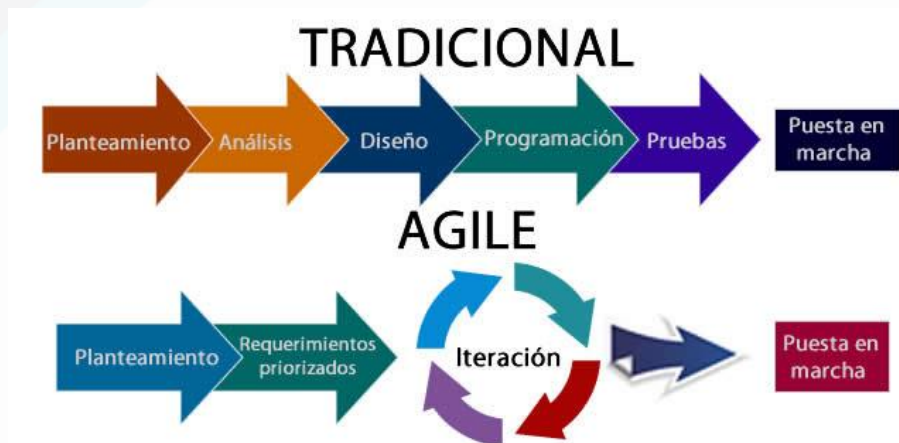 TRADICIONAL
Planteamiento
Análisis
Diseño
Programación
Pruebas
Puesta en
marcha
AGILE
Planteamiento
Requerimientos
priorizados
Iteración
Puesta en
marcha